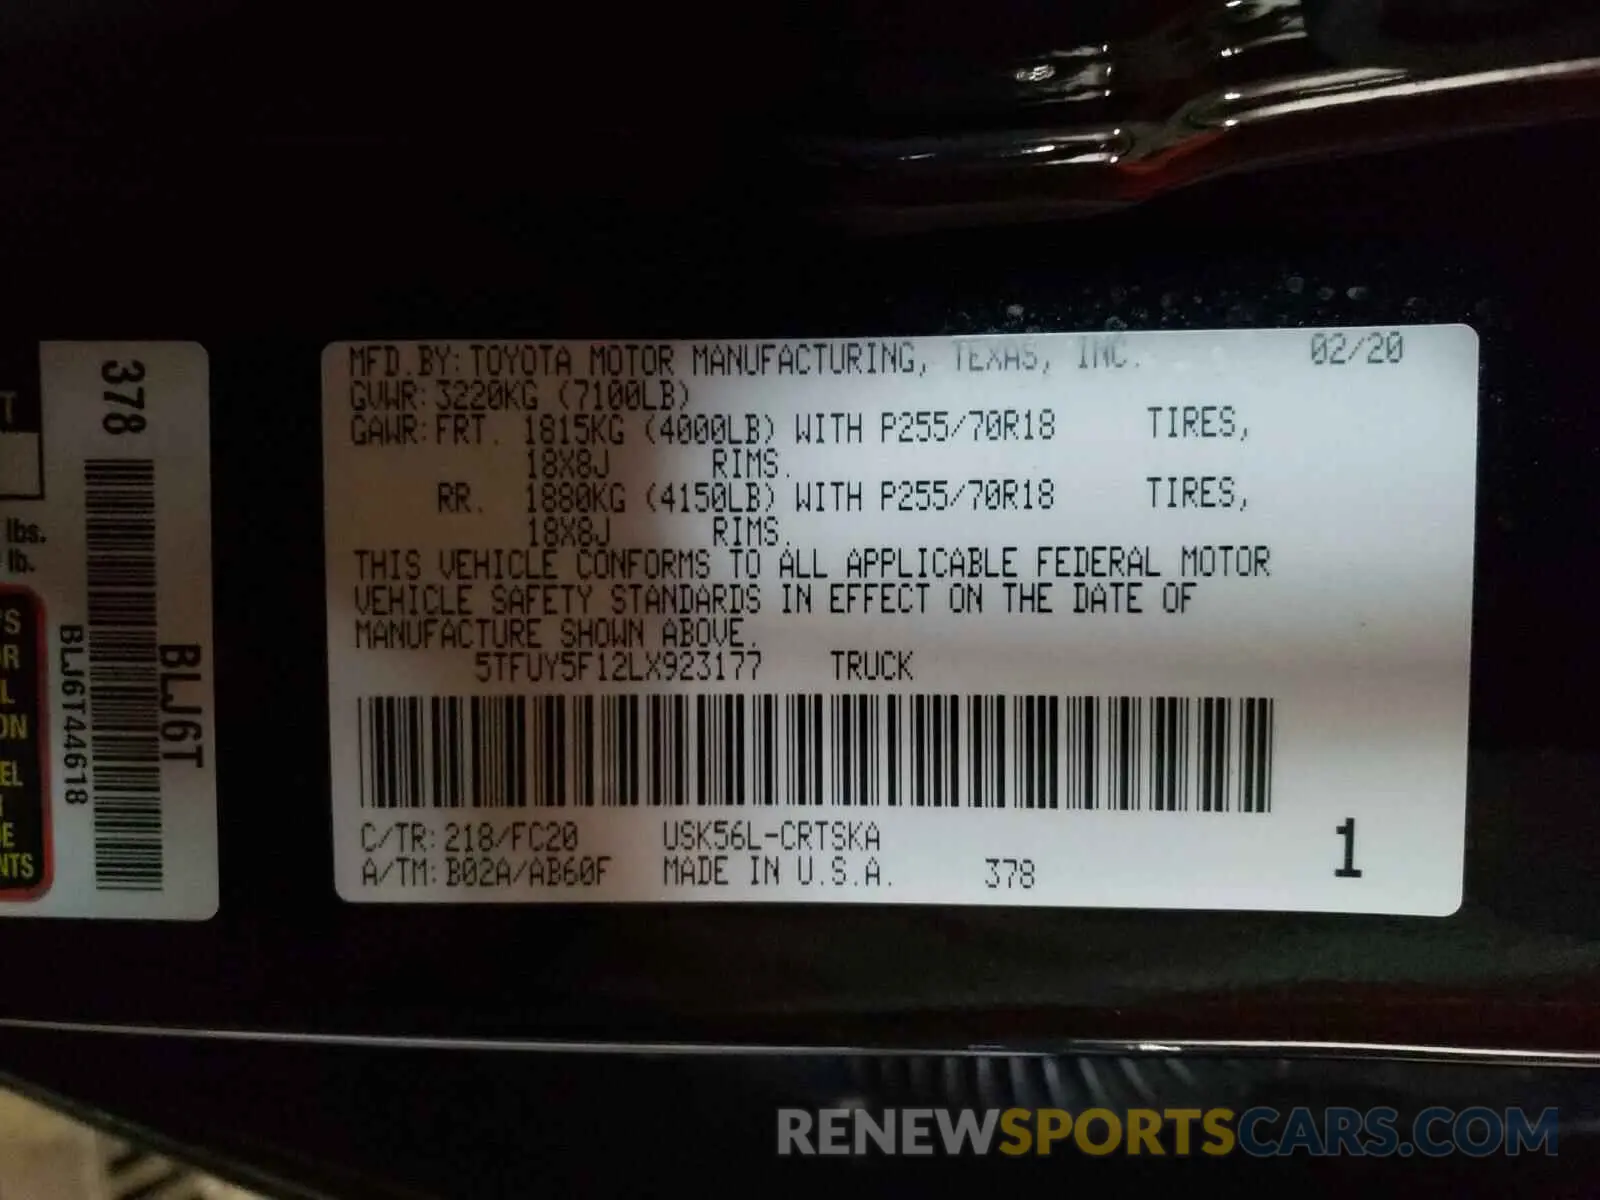 MFD.BY: TOYOTA MOTOR MANUFACTURING, TEXAS, INC. 02/20
GVWR: 3220KG (7100LB)
GAWR: FRT. 1815KG (4000LB) WITH P255/70R18 TIRES,
18X8J RIMS.
RR. 1880KG (4150LB) WITH P255/70R18 TIRES,
18X8J RIMS.
THIS VEHICLE CONFORMS TO ALL APPLICABLE FEDERAL MOTOR
VEHICLE SAFETY STANDARDS IN EFFECT ON THE DATE OF
MANUFACTURE SHOWN ABOVE.
5TFUY5F12LX923177 TRUCK
C/TR: 218/FC20 USK56L-CRTSKA
A/TM: B02A/AB60F MADE IN U.S.A. 378
1
378
BLJ6T
BLJ6T44618
lbs.
lb.
RENEWSPORTSCARS.COM